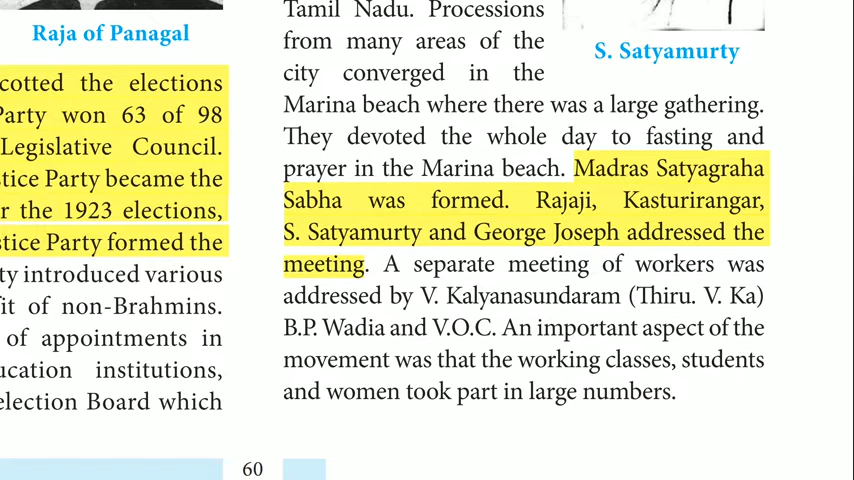 Raja of Panagal
cotted the elections
Party won 63 of 98
Legislative Council.
stice Party became the
r the 1923 elections,
stice Party formed the
ty introduced various
fit of non-Brahmins.
of appointments in
ucation institutions,
election Board which
Tamil Nadu. Processions
from many areas of the
city converged in the
S. Satyamurty
Marina beach where there was a large gathering.
They devoted the whole day to fasting and
prayer in the Marina beach. Madras Satyagraha
Sabha was formed. Rajaji, Kasturirangar,
S. Satyamurty and George Joseph addressed the
meeting. A separate meeting of workers was
addressed by V. Kalyanasundaram (Thiru. V. Ka)
B.P. Wadia and V.O.C. An important aspect of the
movement was that the working classes, students
and women took part in large numbers.
60